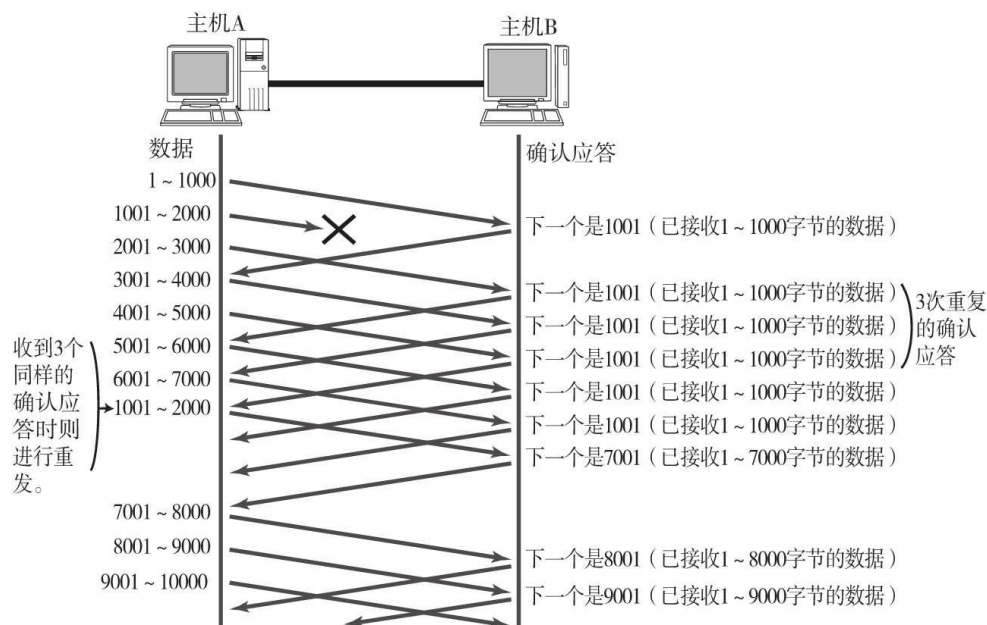 主机A
主机B
数据
确认应答
1~1000
1001~2000
下一个是1001（已接收1~1000字节的数据）
2001~3000
3001~4000
下一个是1001（已接收1~1000字节的数据）
4001~5000
下一个是1001（已接收1~1000字节的数据）
5001~6000
下一个是1001（已接收1~1000字节的数据）
6001~7000
下一个是1001（已接收1~1000字节的数据）
1001~2000
下一个是1001（已接收1~1000字节的数据）
下一个是7001（已接收1~7000字节的数据）
3次重复
的确认
应答
收到3个
同样的
确认应
答时则
进行重
发。
7001~8000
8001~9000
下一个是8001（已接收1~8000字节的数据）
9001~10000
下一个是9001（已接收1~9000字节的数据）